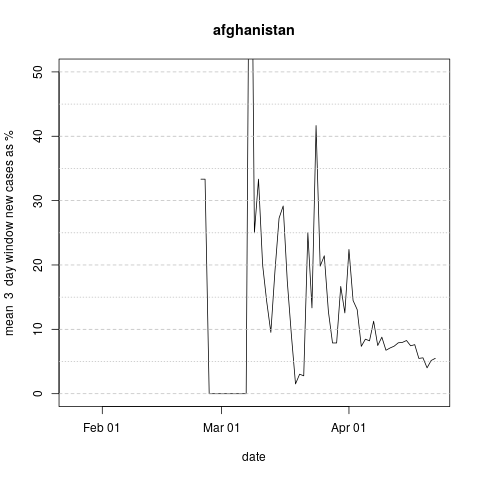 afghanistan
mean 3 day window new cases as %
50
40
30
20
10
0
Feb 01
Mar 01
Apr 01
date